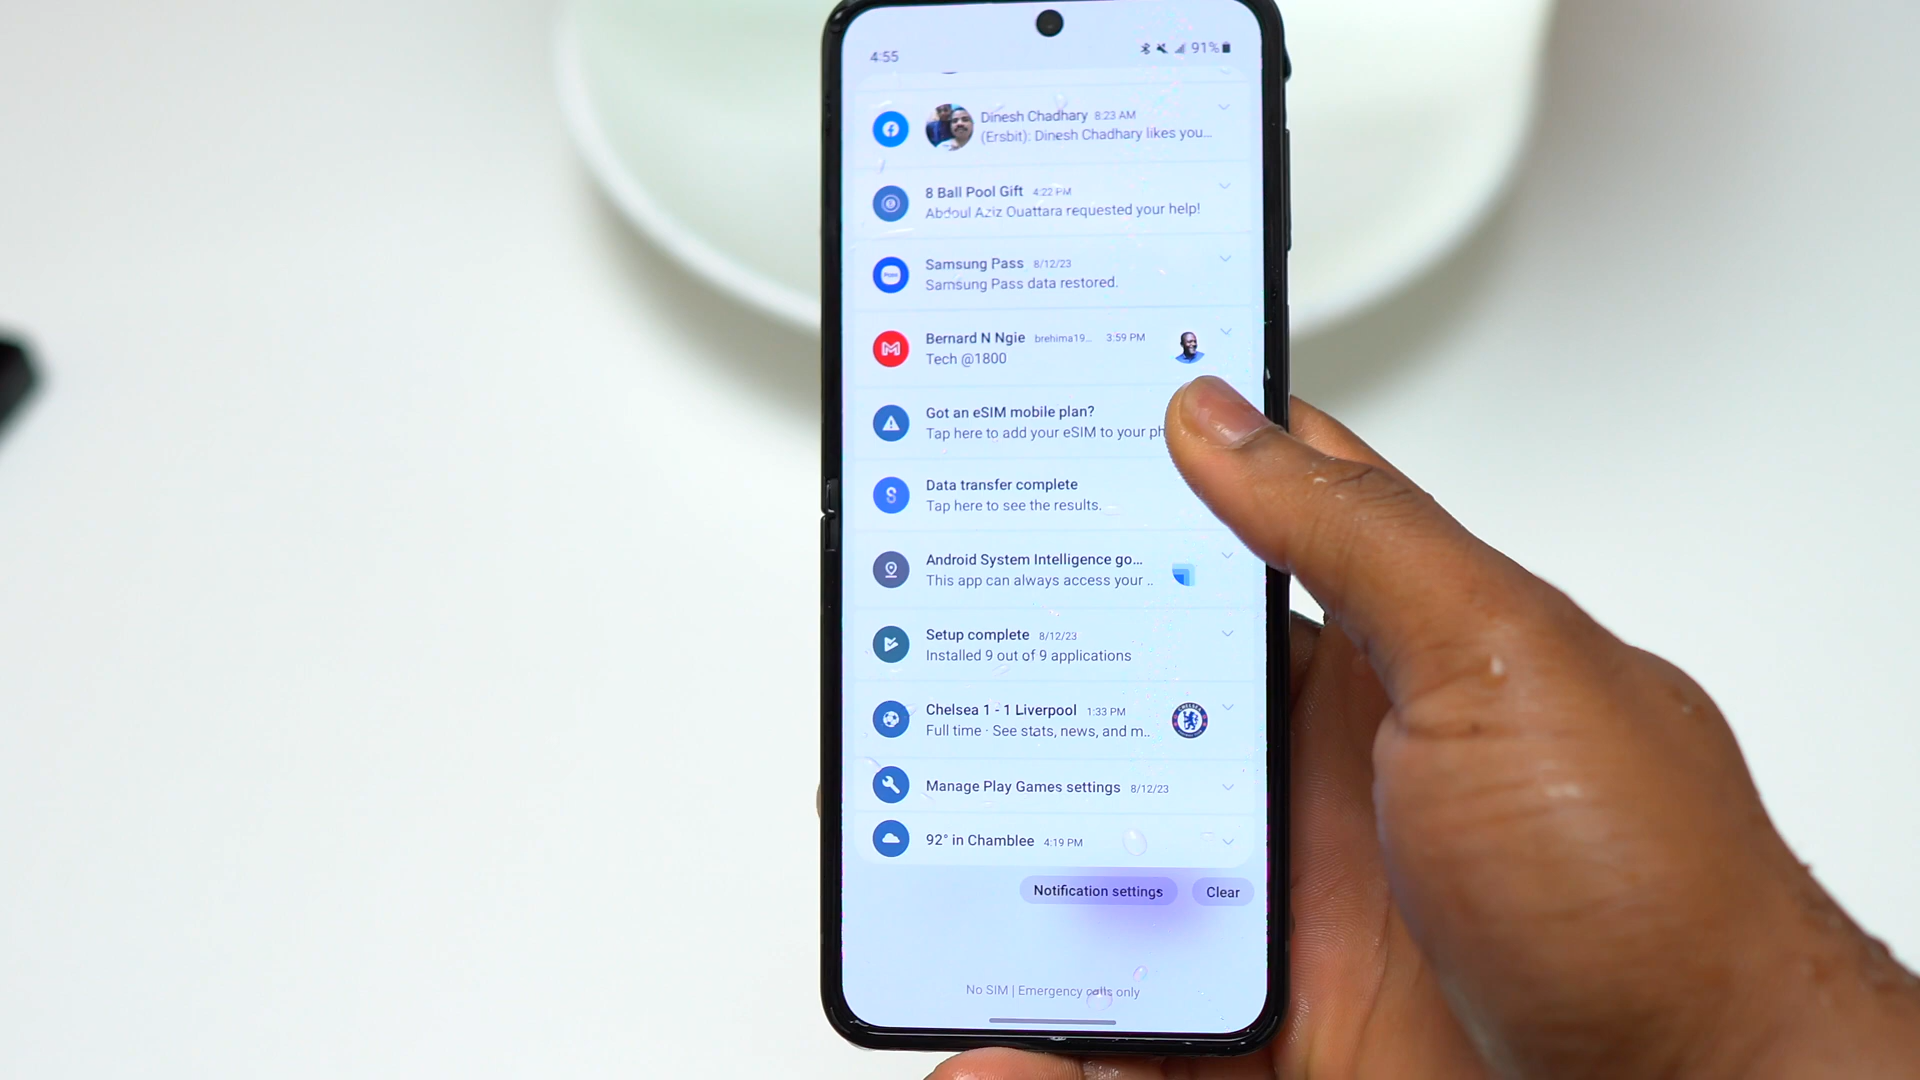 4:55
91%
Dinesh Chadhary 8:23 AM
(Ersbit): Dinesh Chadhary likes you...
8 Ball Pool Gift 4:22 PM
Abdoul Aziz Ouattara requested your help!
Samsung Pass 8/12/23
Samsung Pass data restored.
Bernard N Ngie brehima19... 3:59 PM
Tech @1800
Got an eSIM mobile plan?
Tap here to add your eSIM to your ph
Data transfer complete
Tap here to see the results.
Android System Intelligence go...
This app can always access your ..
Setup complete 8/12/23
Installed 9 out of 9 applications
Chelsea 1 - 1 Liverpool 1:33 PM
Full time · See stats, news, and m..
Manage Play Games settings 8/12/23
92° in Chamblee 4:19 PM
Notification settings Clear
No SIM | Emergency calls only